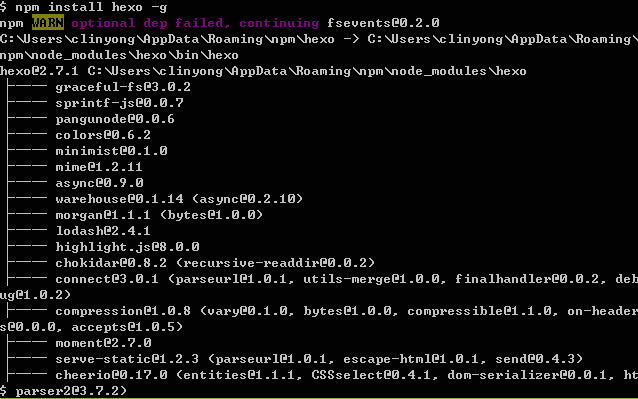 $ npm install hexo -g
npm WARN optional dep failed, continuing fsevents@0.2.0
C:\Users\clinyong\AppData\Roaming\npm\hexo -> C:\Users\clinyong\AppData\Roaming\
npm\node_modules\hexo\bin\hexo
hexo@2.7.1 C:\Users\clinyong\AppData\Roaming\npm\node_modules\hexo
├──── graceful-fs@3.0.2
├──── sprintf-js@0.0.7
├──── pangunode@0.0.6
├──── colors@0.6.2
├──── minimist@0.1.0
├──── mime@1.2.11
├──── async@0.9.0
├──── warehouse@0.1.14 (async@0.2.10)
├──── morgan@1.1.1 (bytes@1.0.0)
├──── lodash@2.4.1
├──── highlight.js@8.0.0
├──── chokidar@0.8.2 (recursive-readdir@0.0.2)
├──── connect@3.0.1 (parseurl@1.0.1, utils-merge@1.0.0, finalhandler@0.0.2, deb
ug@1.0.2)
├──── compression@1.0.8 (vary@0.1.0, bytes@1.0.0, compressible@1.1.0, on-header
s@0.0.0, accepts@1.0.5)
├──── moment@2.7.0
├──── serve-static@1.2.3 (parseurl@1.0.1, escape-html@1.0.1, send@0.4.3)
├──── cheerio@0.17.0 (entities@1.1.1, CSSselect@0.4.1, dom-serializer@0.0.1, ht
$ parser2@3.7.2)